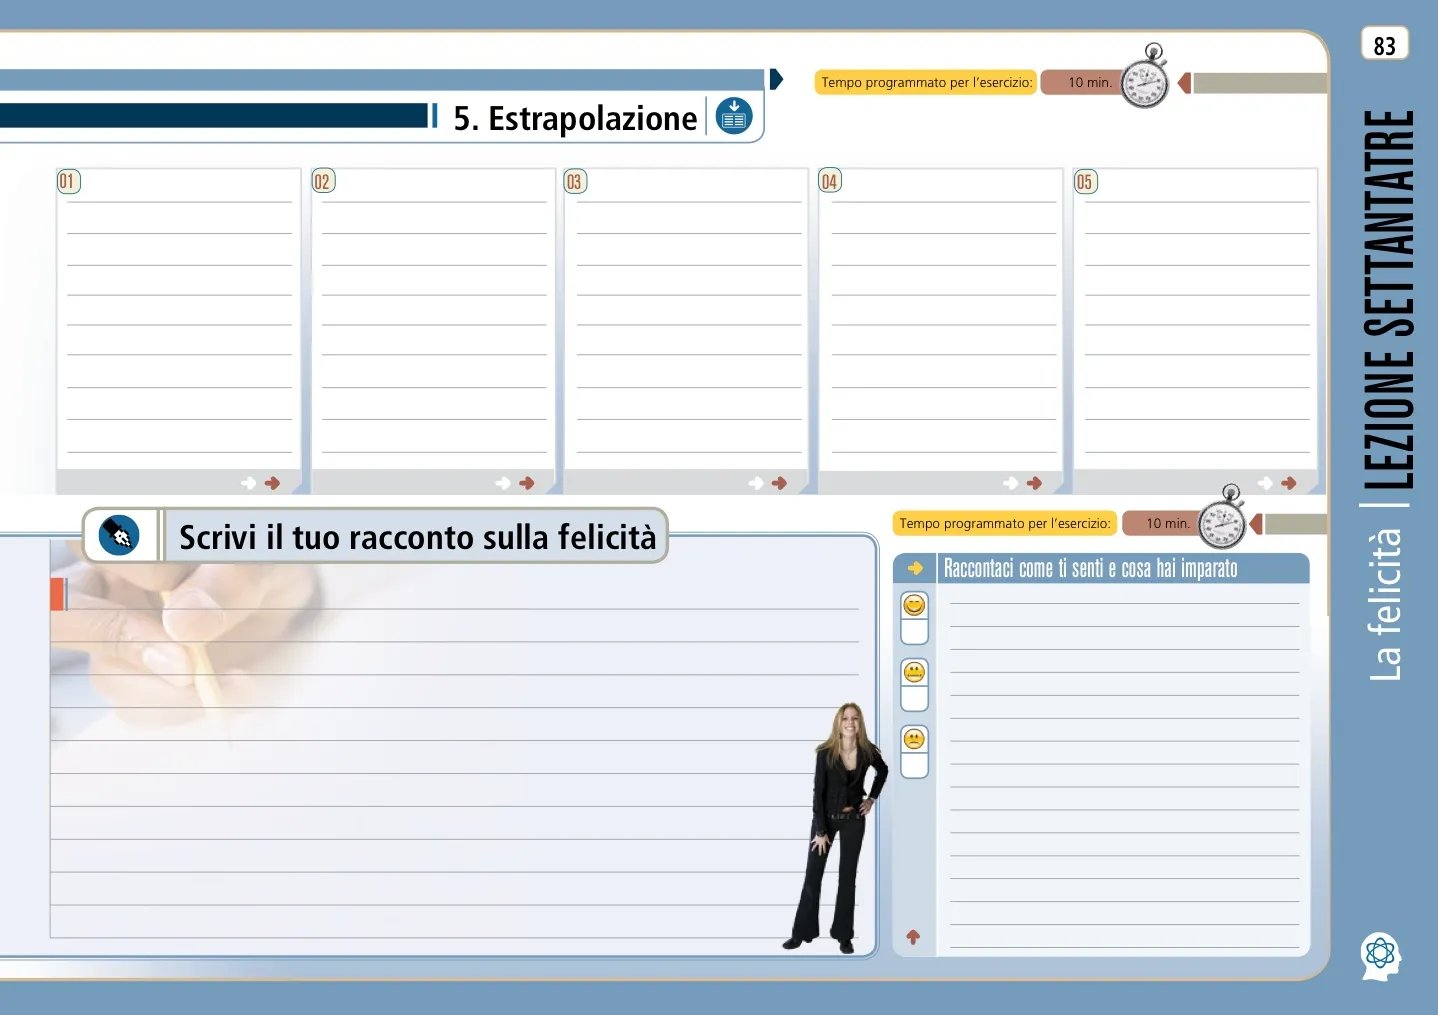 83
Tempo programmato per l'esercizio: 10 min.
5. Estrapolazione
01
02
03
04
05
Scrivi il tuo racconto sulla felicità
Tempo programmato per l'esercizio: 10 min.
Raccontaci come ti senti e cosa hai imparato
La felicità | LEZIONE SETTANTATRE